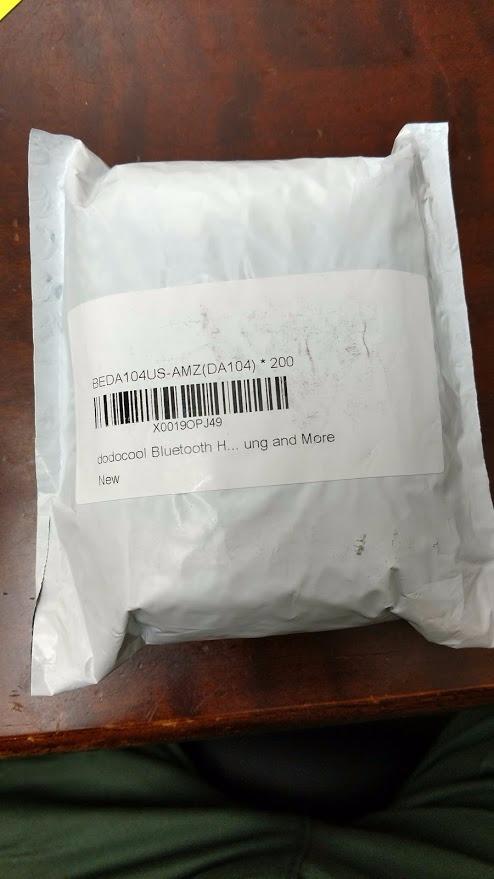 BEDA104US-AMZ(DA104) * 200
X0019OPJ49
dodocool Bluetooth H... ung and More
New